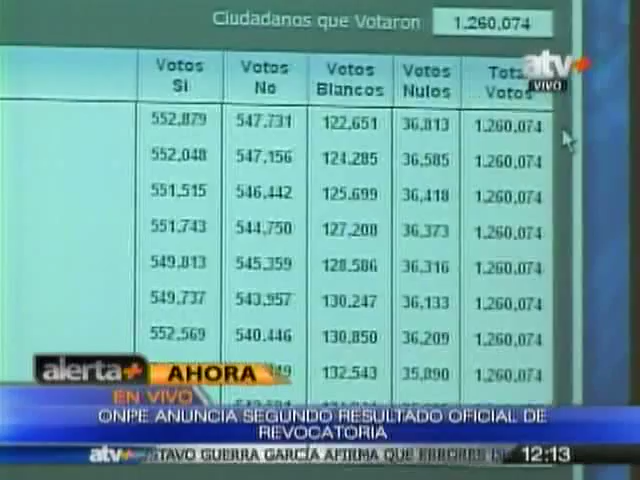 Ciudadanos que Votaron 1.260,074
Votos Si Votos No Votos Blancos Votos Nulos Total Votos
atv+
VIVO
552,879 547,731 122,651 36,813 1.260,074
552,048 547,156 124,285 36,585 1.260,074
551,515 546,442 125,699 36,418 1.260,074
551,743 544,750 127,208 36,373 1.260,074
549,813 545,359 128,586 36,316 1.260,074
549,737 543,957 130,247 36,133 1.260,074
552,569 540,446 130,850 36,209 1.260,074
132,543 35,890 1.260,074
alerta+ AHORA
EN VIVO
ONPE ANUNCIA SEGUNDO RESULTADO OFICIAL DE
REVOCATORIA
atv+ STAVO GUERRA GARCÍA AFIRMA QUE ERRORES 12:13